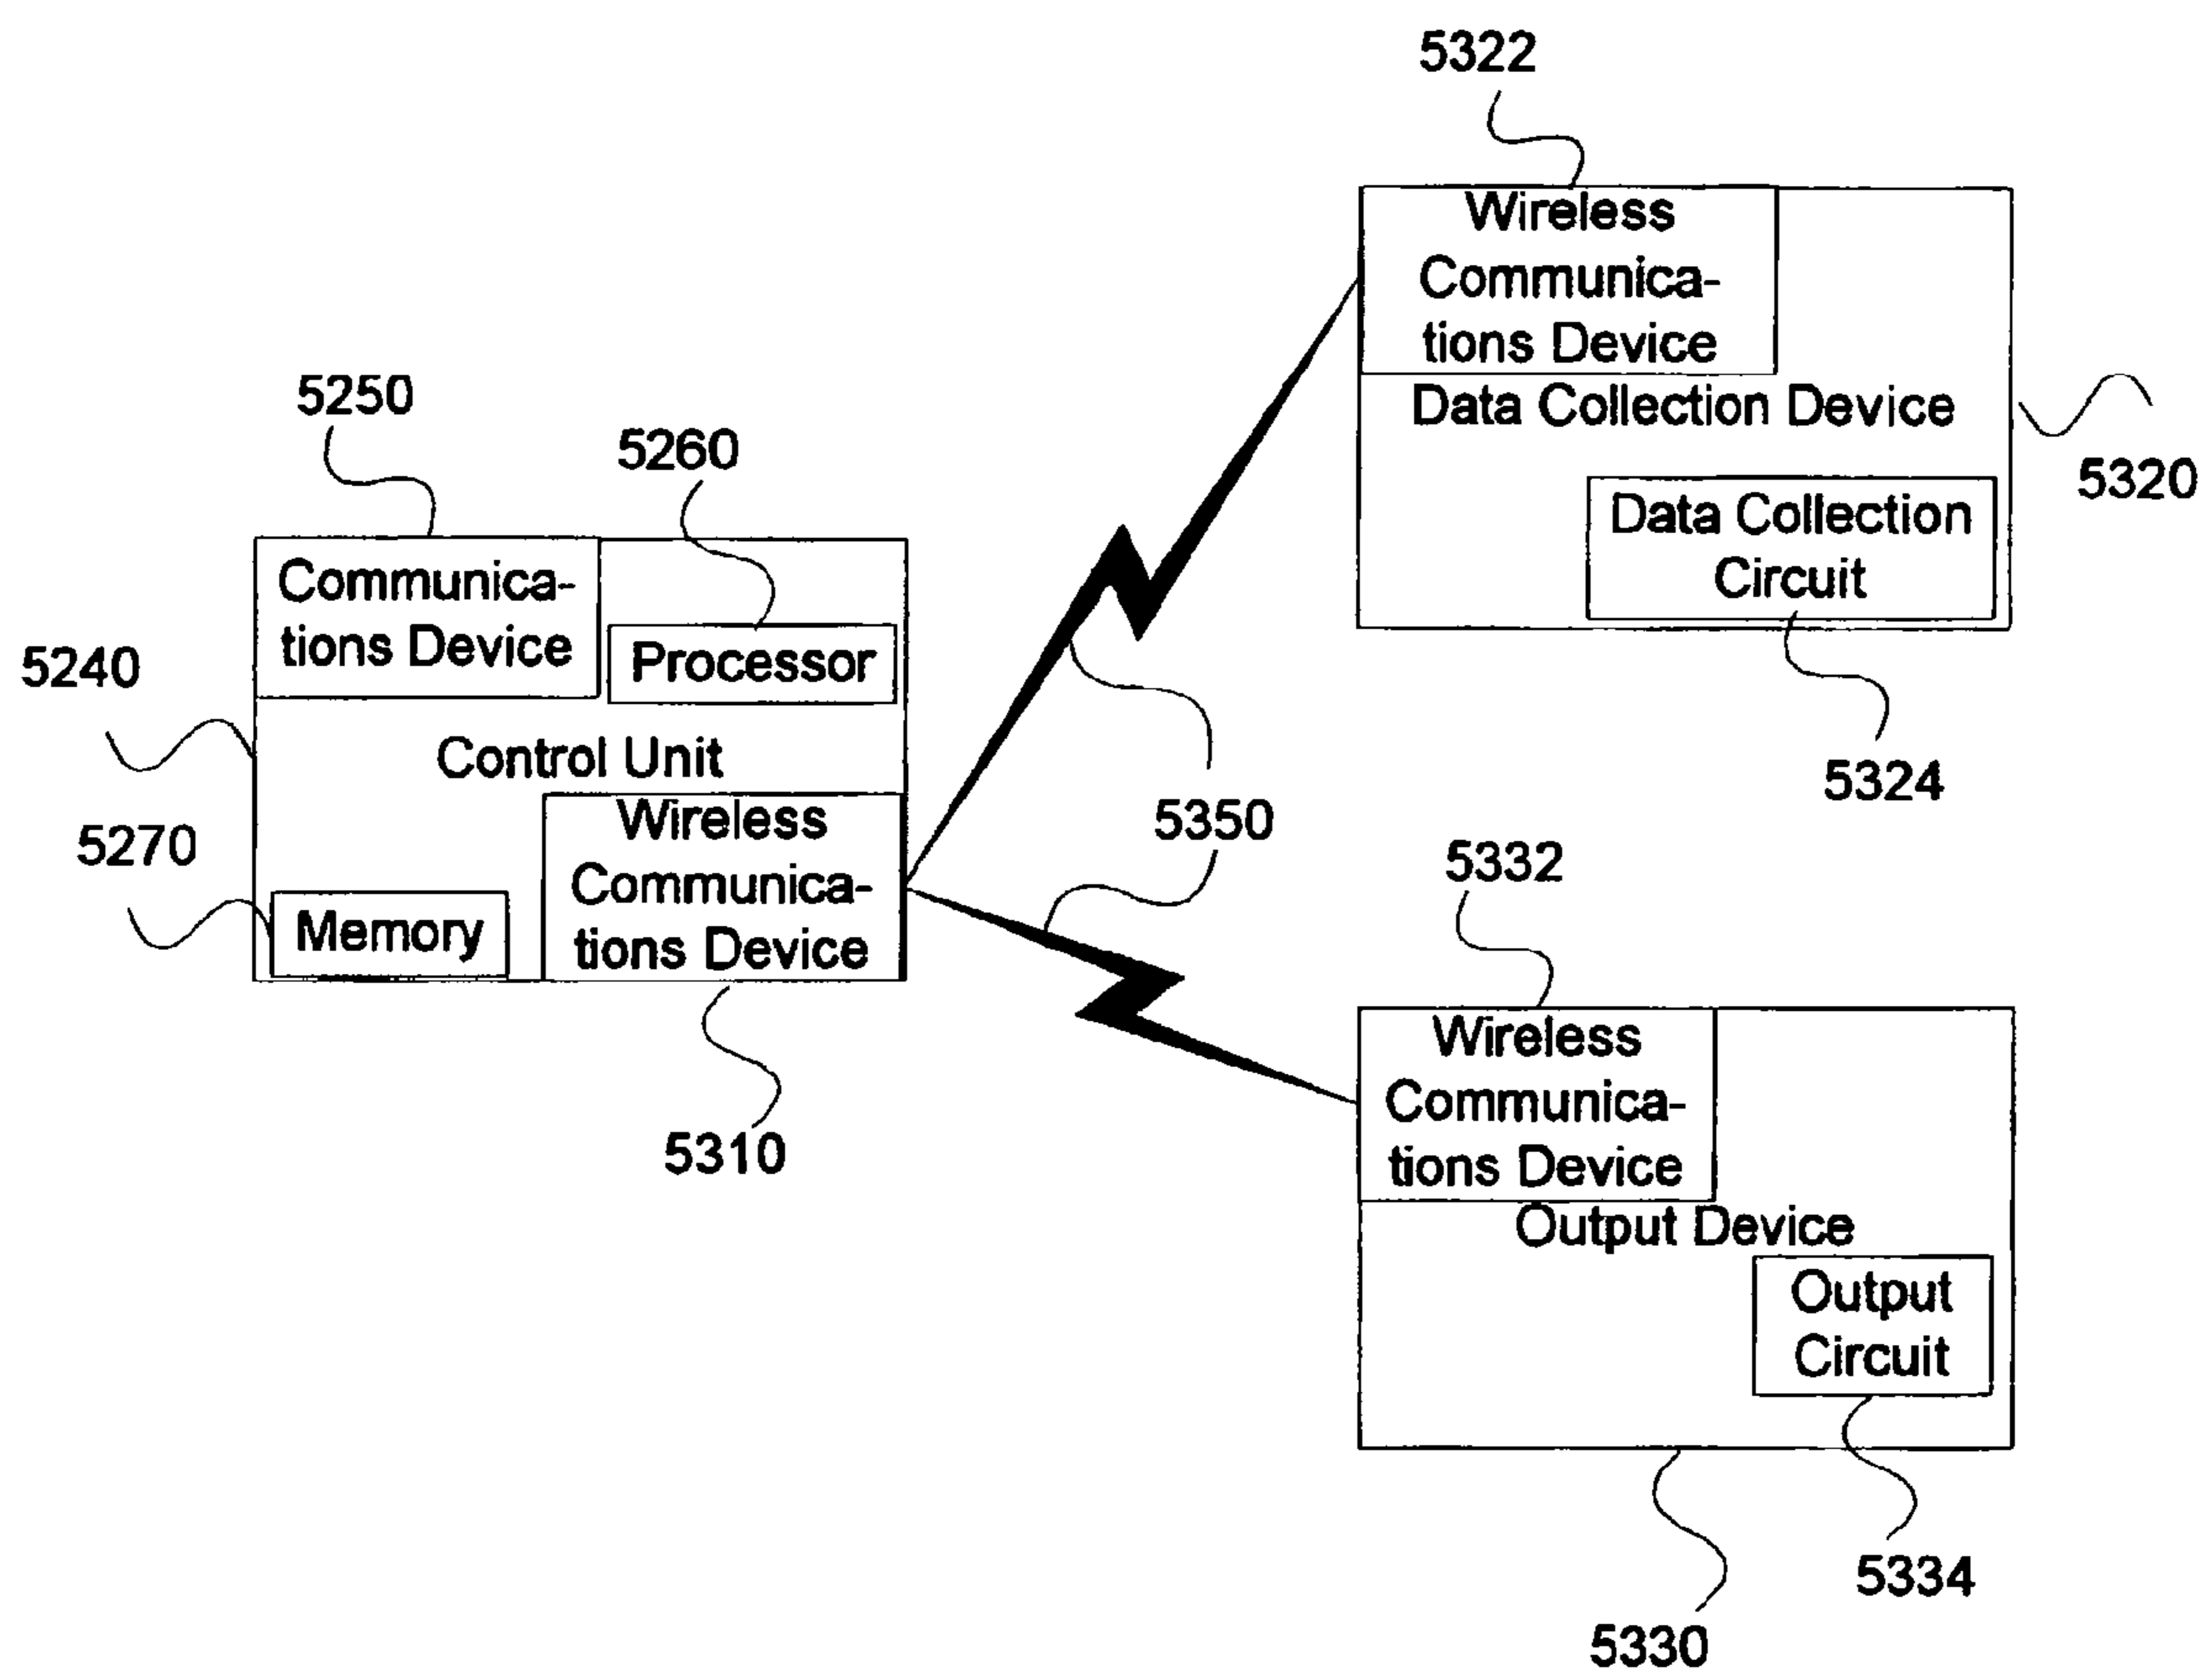 5322
Wireless
Communica-
tions Device
Data Collection Device
5320
Data Collection
Circuit
5324
5250
5260
Communica-
tions Device
Processor
5240
Control Unit
5270
Wireless
Communica-
tions Device
Memory
5310
5350
5332
Wireless
Communica-
tions Device
Output Device
Output
Circuit
5334
5330